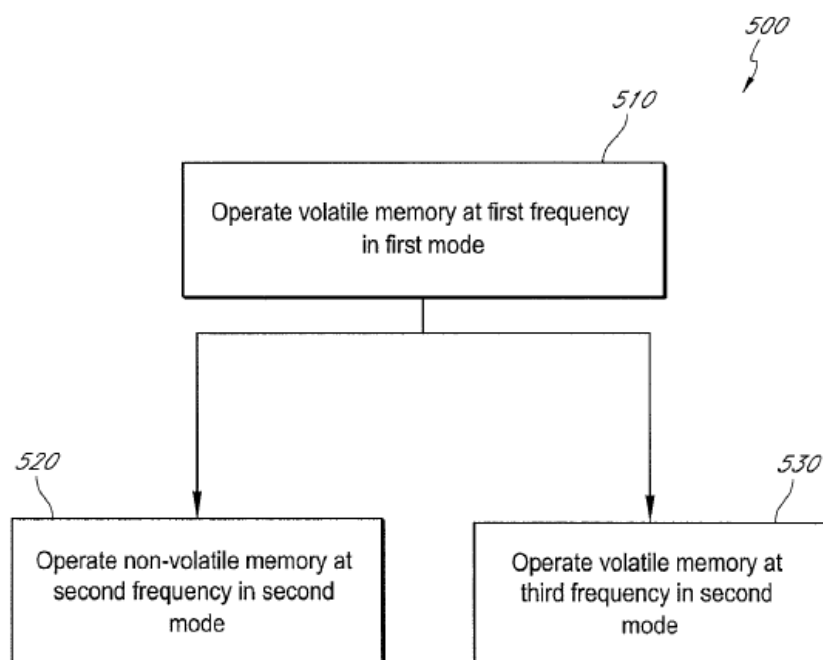 500
510
Operate volatile memory at first frequency
in first mode
520
530
Operate non-volatile memory at
second frequency in second
mode
Operate volatile memory at
third frequency in second
mode